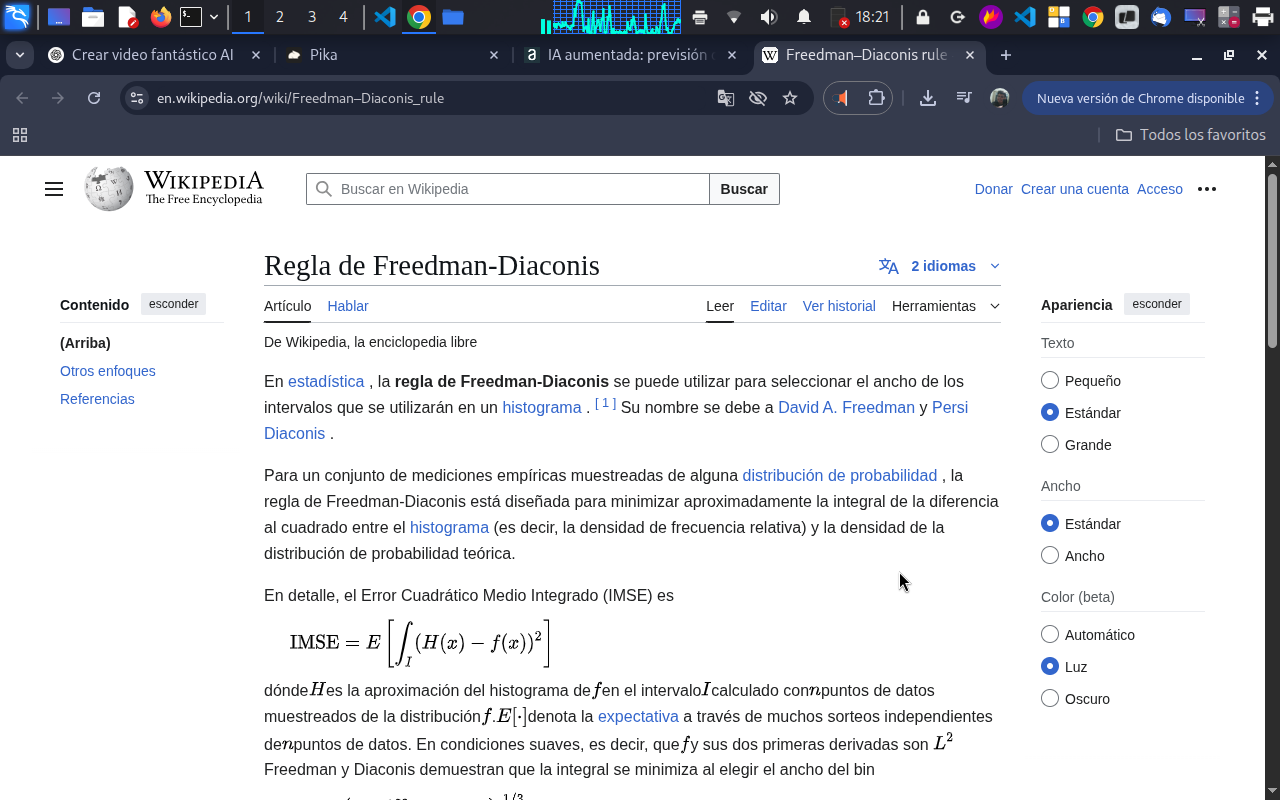 1 2 3 4 18:21
Crear video fantástico AI
Pika
IA aumentada: previsión
Freedman–Diaconis rule
en.wikipedia.org/wiki/Freedman–Diaconis_rule
Nueva versión de Chrome disponible
Todos los favoritos
WIKIPEDIA
The Free Encyclopedia
Buscar en Wikipedia
Buscar
Donar Crear una cuenta Acceso
Regla de Freedman-Diaconis
2 idiomas
Contenido esconder
(Arriba)
Otros enfoques
Referencias
Artículo Hablar Leer Editar Ver historial Herramientas
De Wikipedia, la enciclopedia libre
En estadística , la regla de Freedman-Diaconis se puede utilizar para seleccionar el ancho de los
intervalos que se utilizarán en un histograma . [ 1 ] Su nombre se debe a David A. Freedman y Persi
Diaconis .
Para un conjunto de mediciones empíricas muestreadas de alguna distribución de probabilidad , la
regla de Freedman-Diaconis está diseñada para minimizar aproximadamente la integral de la diferencia
al cuadrado entre el histograma (es decir, la densidad de frecuencia relativa) y la densidad de la
distribución de probabilidad teórica.
En detalle, el Error Cuadrático Medio Integrado (IMSE) es
IMSE = E [ ∫_I (H(x) − f(x))² ]
dónde H es la aproximación del histograma de f en el intervalo I calculado con n puntos de datos
muestreados de la distribución f. E[·] denota la expectativa a través de muchos sorteos independientes
de n puntos de datos. En condiciones suaves, es decir, que f y sus dos primeras derivadas son L²
Freedman y Diaconis demuestran que la integral se minimiza al elegir el ancho del bin
Apariencia esconder
Texto
Pequeño
Estándar
Grande
Ancho
Estándar
Ancho
Color (beta)
Automático
Luz
Oscuro